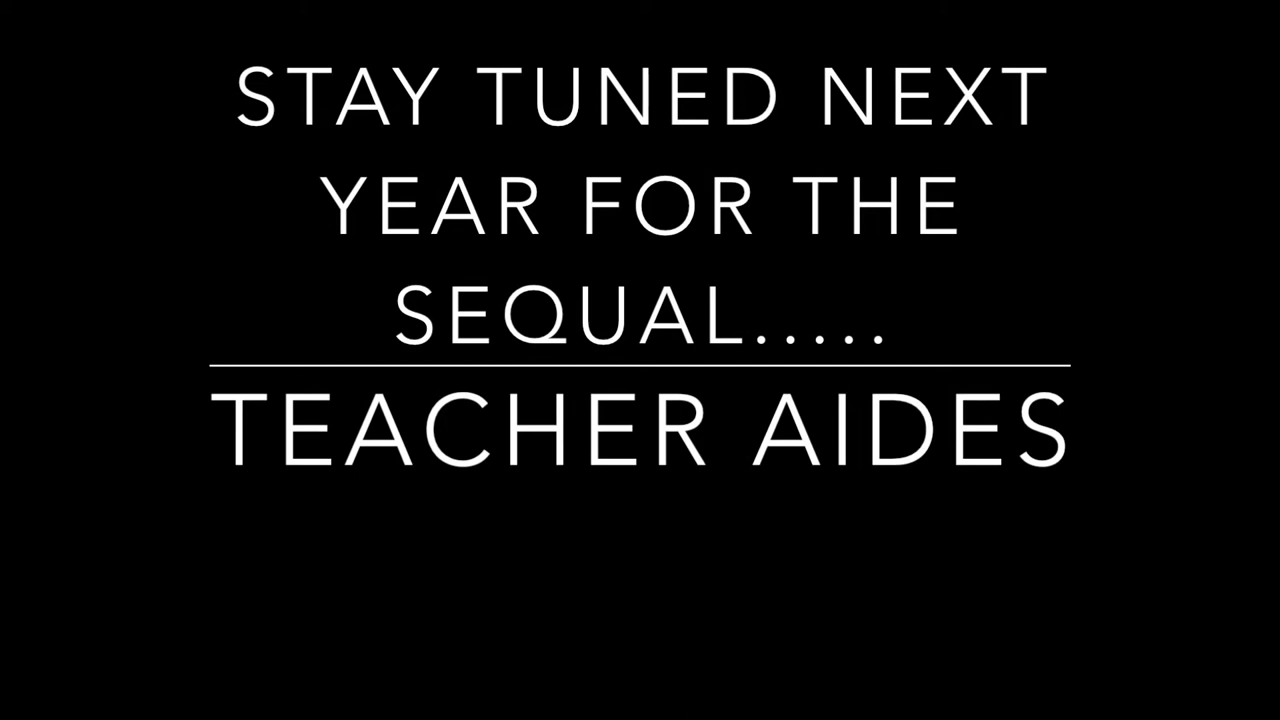 STAY TUNED NEXT
YEAR FOR THE
SEQUAL.....
TEACHER AIDES